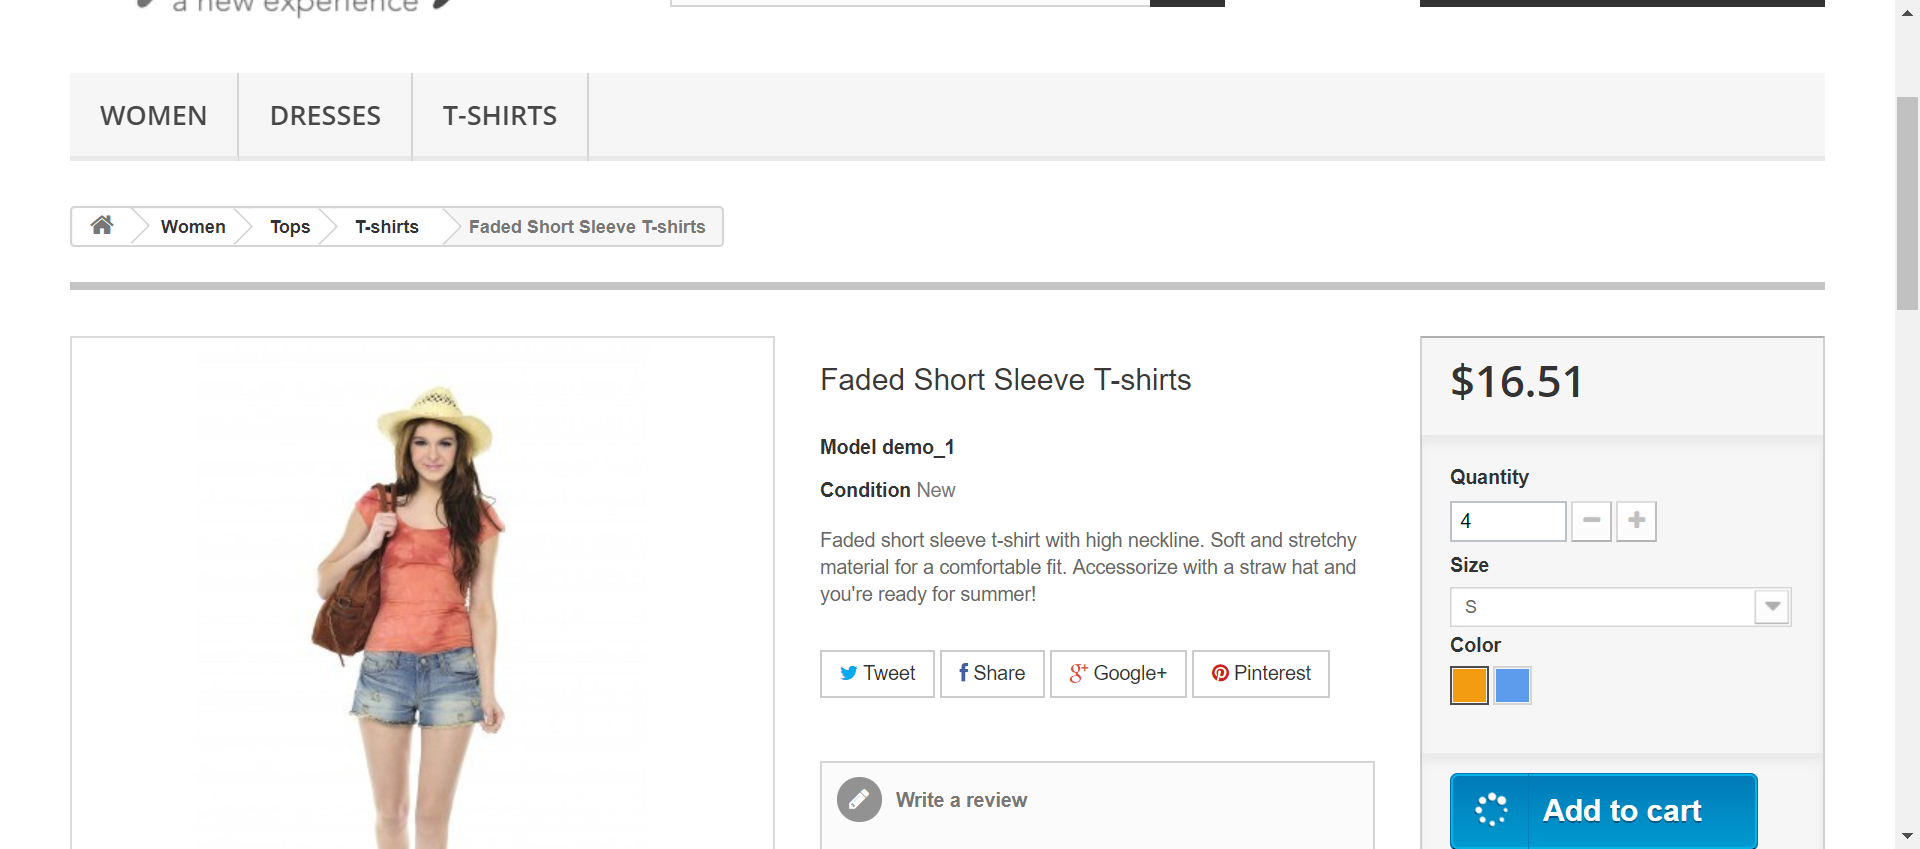 a new experience
WOMEN
DRESSES
T-SHIRTS
Women
Tops
T-shirts
Faded Short Sleeve T-shirts
Faded Short Sleeve T-shirts
Model demo_1
Condition New
Faded short sleeve t-shirt with high neckline. Soft and stretchy
material for a comfortable fit. Accessorize with a straw hat and
you're ready for summer!
Tweet
Share
Google+
Pinterest
Write a review
$16.51
Quantity
4
Size
S
Color
Add to cart